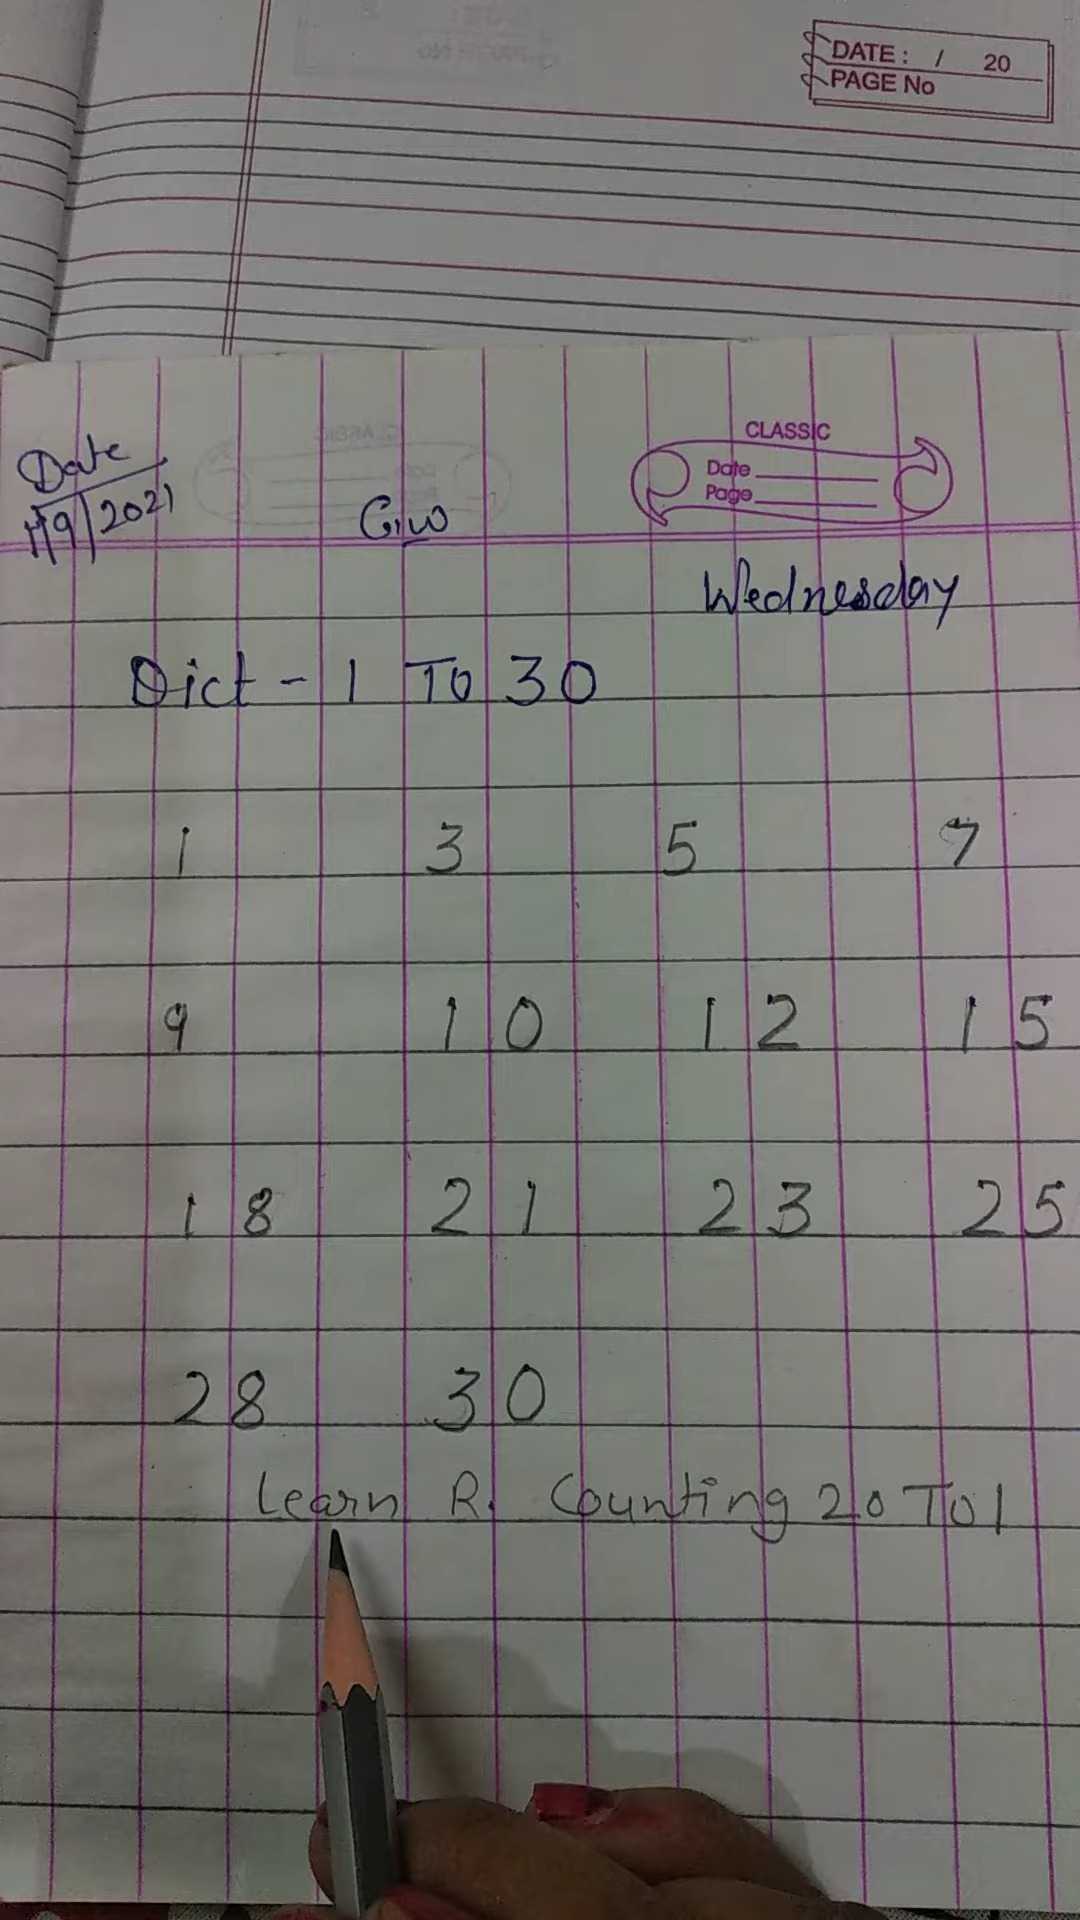 DATE : / 20
PAGE No
CLASSIC
Date
Page
Date
1/9/2021
C.W
Wednesday
Dict - 1 TO 30
1 3 5 7
9 10 12 15
18 21 23 25
28 30
Learn R. Counting 20 TO 1